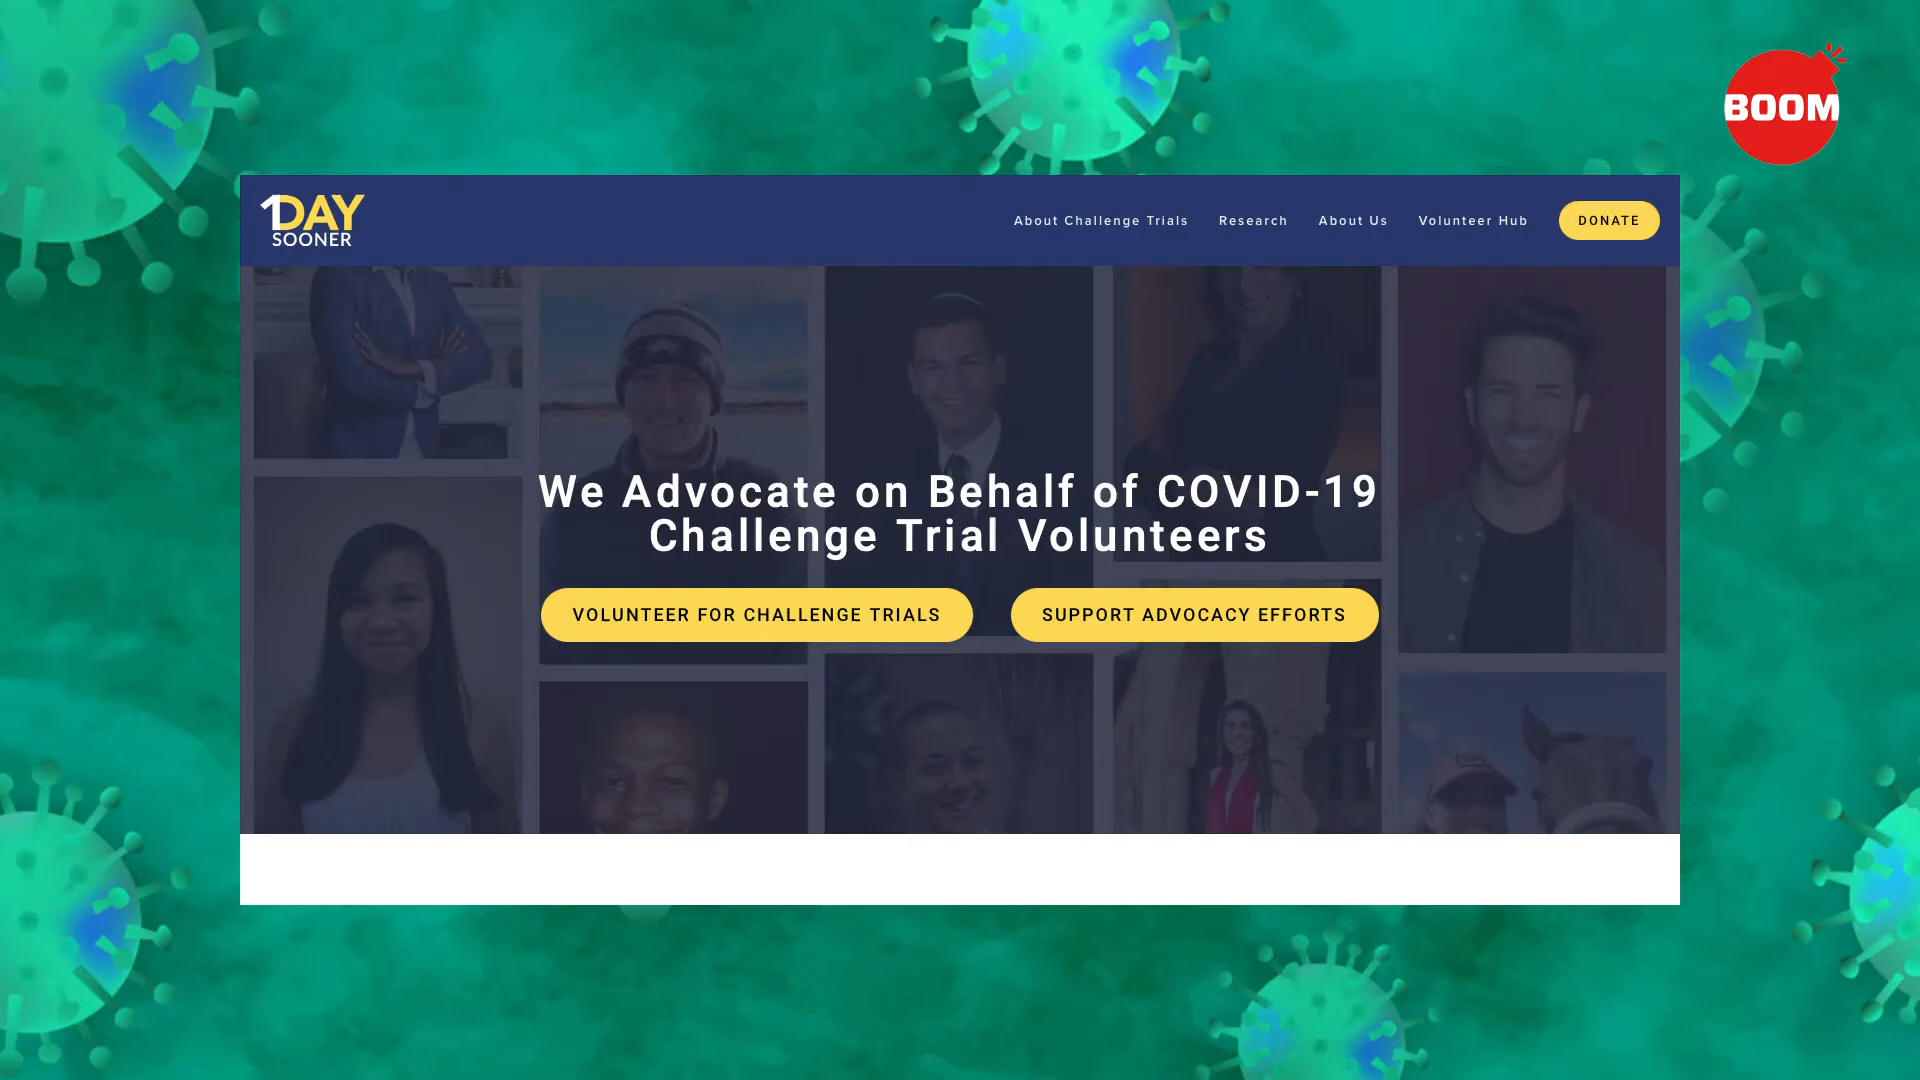 BOOM
1DAY
SOONER
About Challenge Trials
Research
About Us
Volunteer Hub
DONATE
We Advocate on Behalf of COVID-19
Challenge Trial Volunteers
VOLUNTEER FOR CHALLENGE TRIALS
SUPPORT ADVOCACY EFFORTS